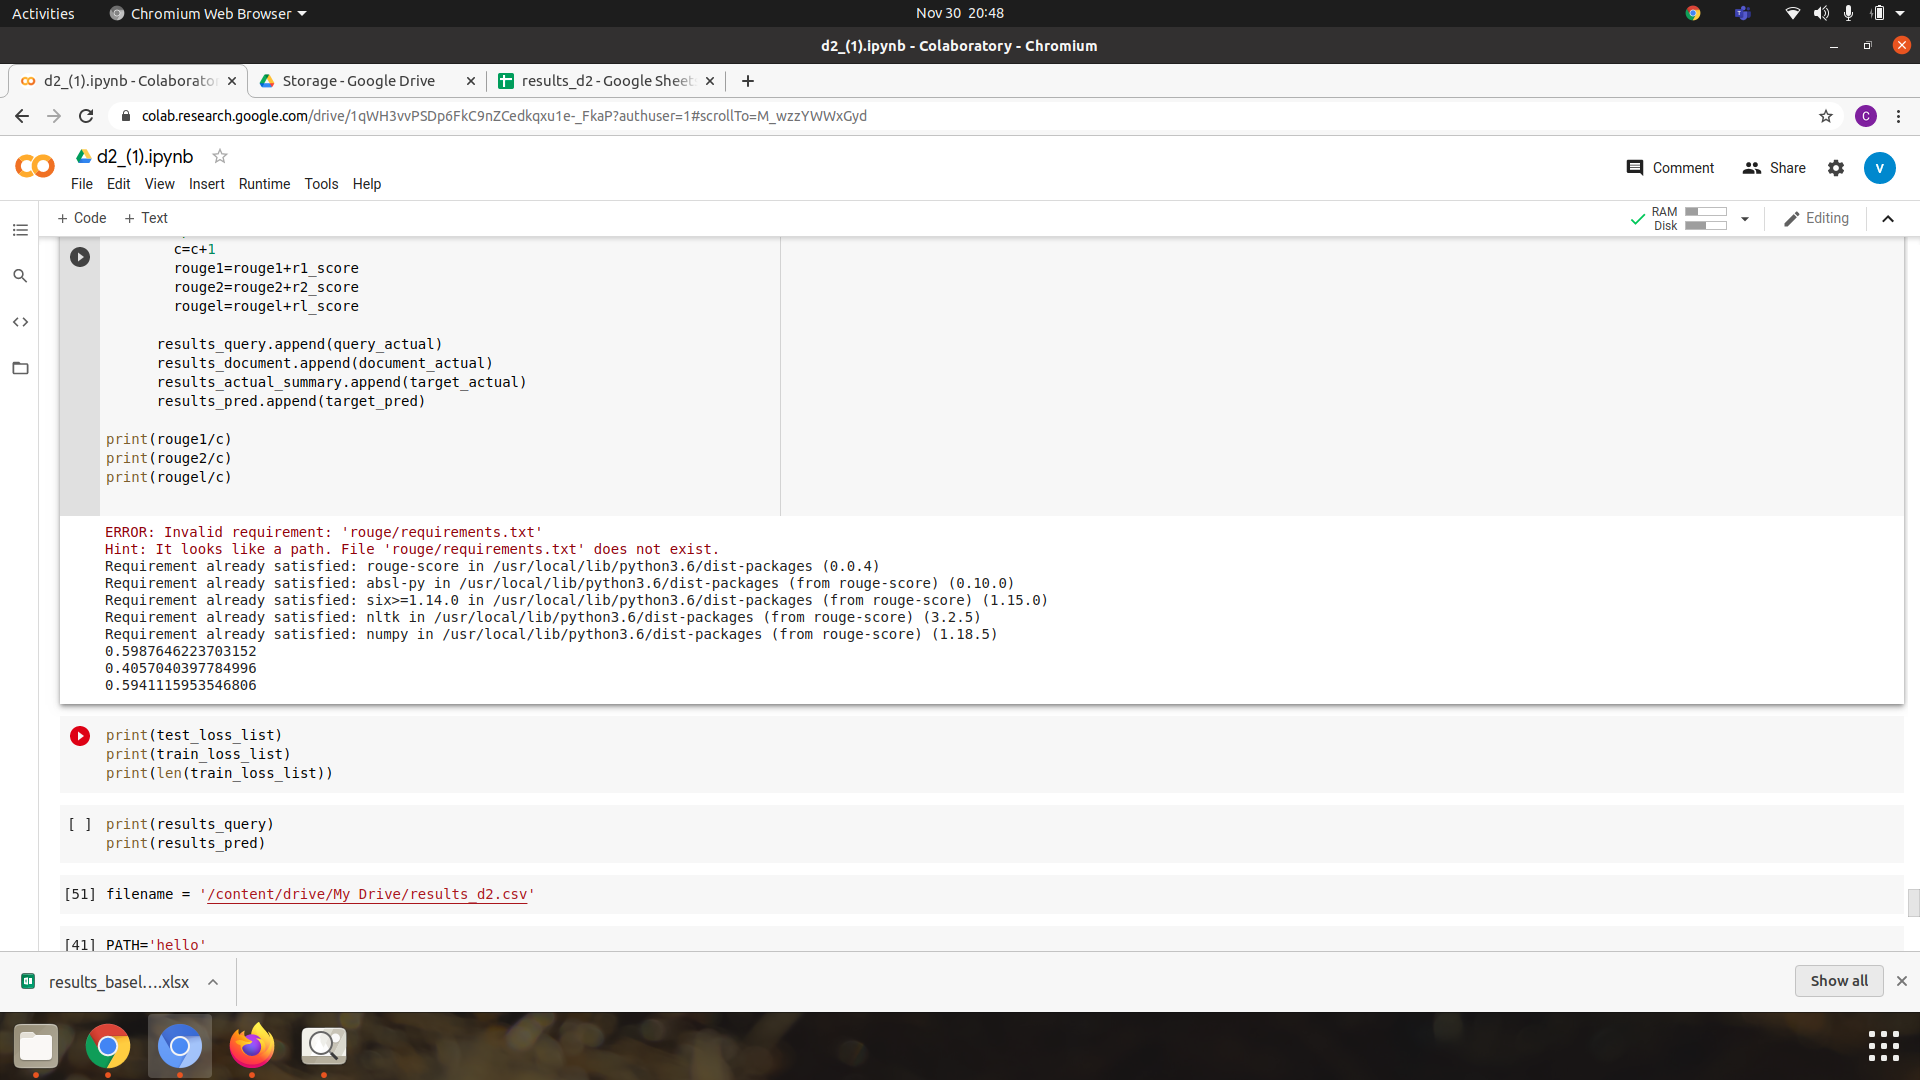 Activities
Chromium Web Browser
Nov 30 20:48
d2_(1).ipynb - Colaboratory - Chromium
d2_(1).ipynb - Colaborator
Storage - Google Drive
results_d2 - Google Sheets
colab.research.google.com/drive/1qWH3vvPSDp6FkC9nZCedkqxu1e-_FkaP?authuser=1#scrollTo=M_wzzYWWxGyd
C
d2_(1).ipynb
File Edit View Insert Runtime Tools Help
Comment
Share
V
+ Code + Text
RAM
Disk
Editing
c=c+1
rouge1=rouge1+r1_score
rouge2=rouge2+r2_score
rougel=rougel+rl_score
results_query.append(query_actual)
results_document.append(document_actual)
results_actual_summary.append(target_actual)
results_pred.append(target_pred)
print(rouge1/c)
print(rouge2/c)
print(rougel/c)
ERROR: Invalid requirement: 'rouge/requirements.txt'
Hint: It looks like a path. File 'rouge/requirements.txt' does not exist.
Requirement already satisfied: rouge-score in /usr/local/lib/python3.6/dist-packages (0.0.4)
Requirement already satisfied: absl-py in /usr/local/lib/python3.6/dist-packages (from rouge-score) (0.10.0)
Requirement already satisfied: six>=1.14.0 in /usr/local/lib/python3.6/dist-packages (from rouge-score) (1.15.0)
Requirement already satisfied: nltk in /usr/local/lib/python3.6/dist-packages (from rouge-score) (3.2.5)
Requirement already satisfied: numpy in /usr/local/lib/python3.6/dist-packages (from rouge-score) (1.18.5)
0.5987646223703152
0.4057040397784996
0.5941115953546806
print(test_loss_list)
print(train_loss_list)
print(len(train_loss_list))
[ ] print(results_query)
print(results_pred)
[51] filename = '/content/drive/My Drive/results_d2.csv'
[41] PATH='hello'
results_basel....xlsx
Show all